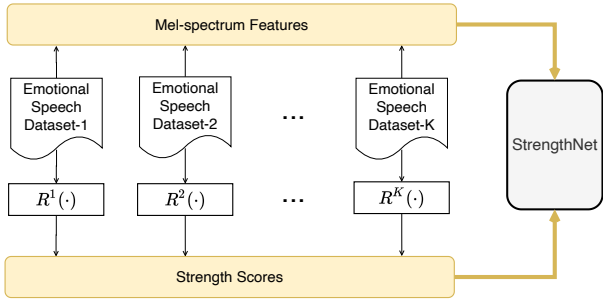 Mel-spectrum Features
Emotional
Speech
Dataset-1
Emotional
Speech
Dataset-2
...
Emotional
Speech
Dataset-K
StrengthNet
R¹(·)
R²(·)
...
Rᴷ(·)
Strength Scores